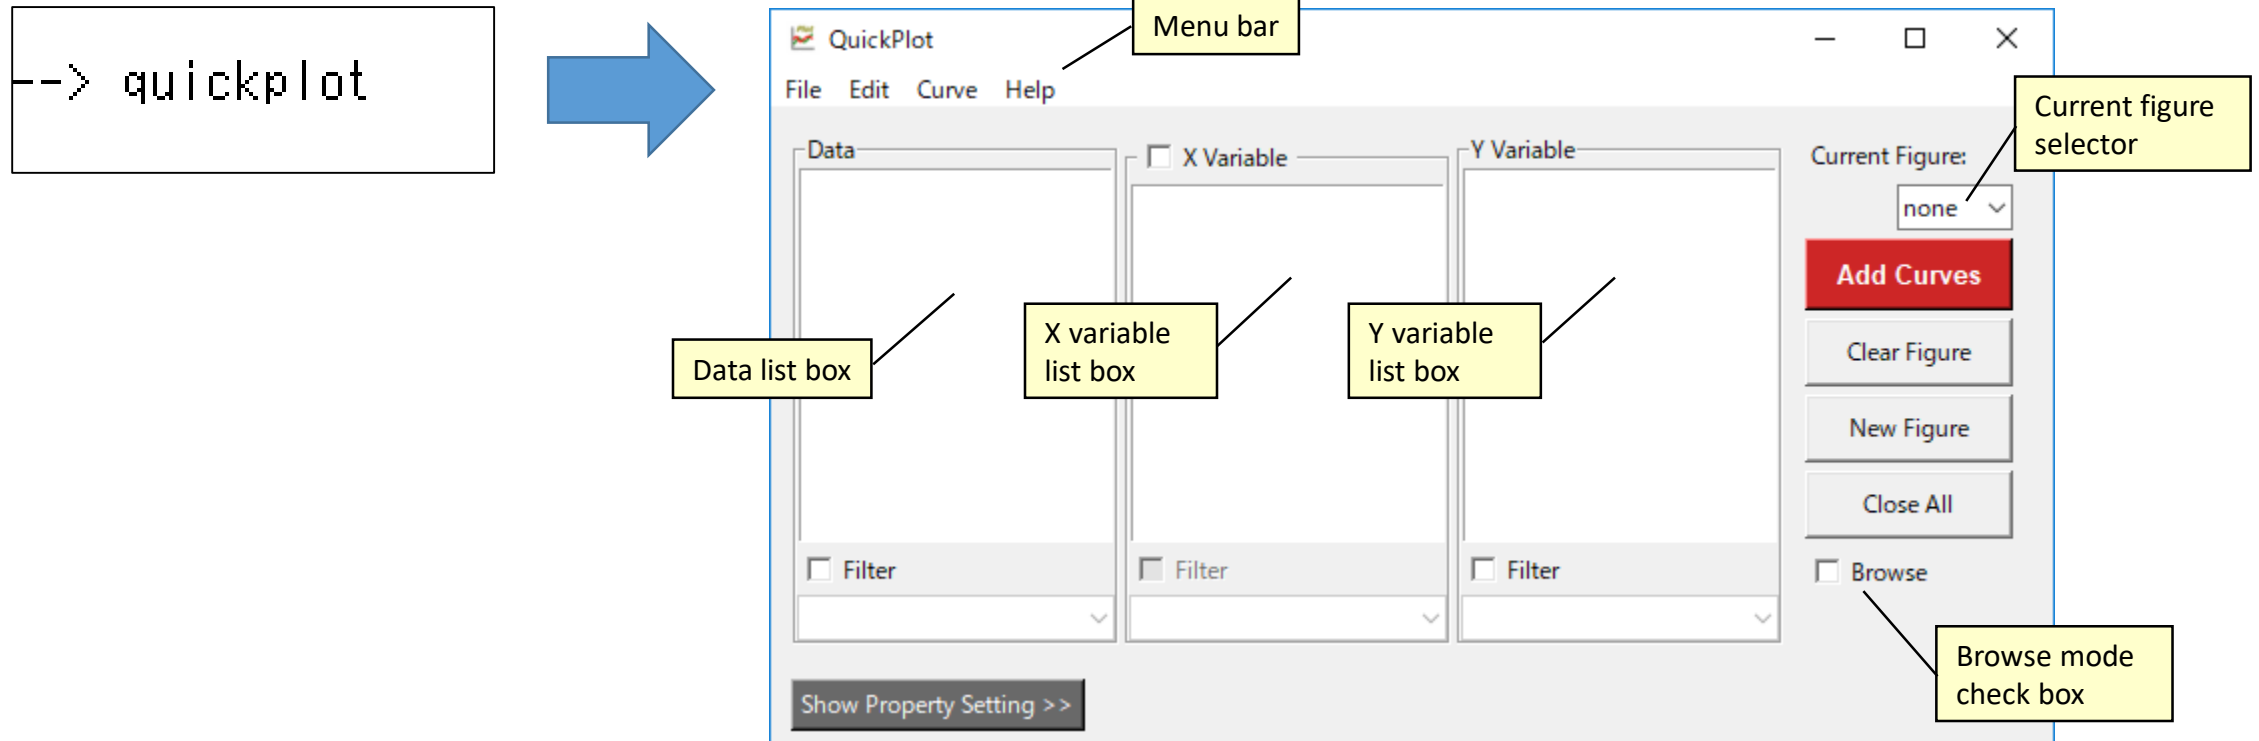 --> quickplot
Menu bar
QuickPlot
File Edit Curve Help
Current figure
selector
Data
X Variable
Y Variable
Current Figure:
none
Add Curves
X variable
list box
Y variable
list box
Data list box
Clear Figure
New Figure
Close All
Filter
Filter
Filter
Browse
Browse mode
check box
Show Property Setting >>